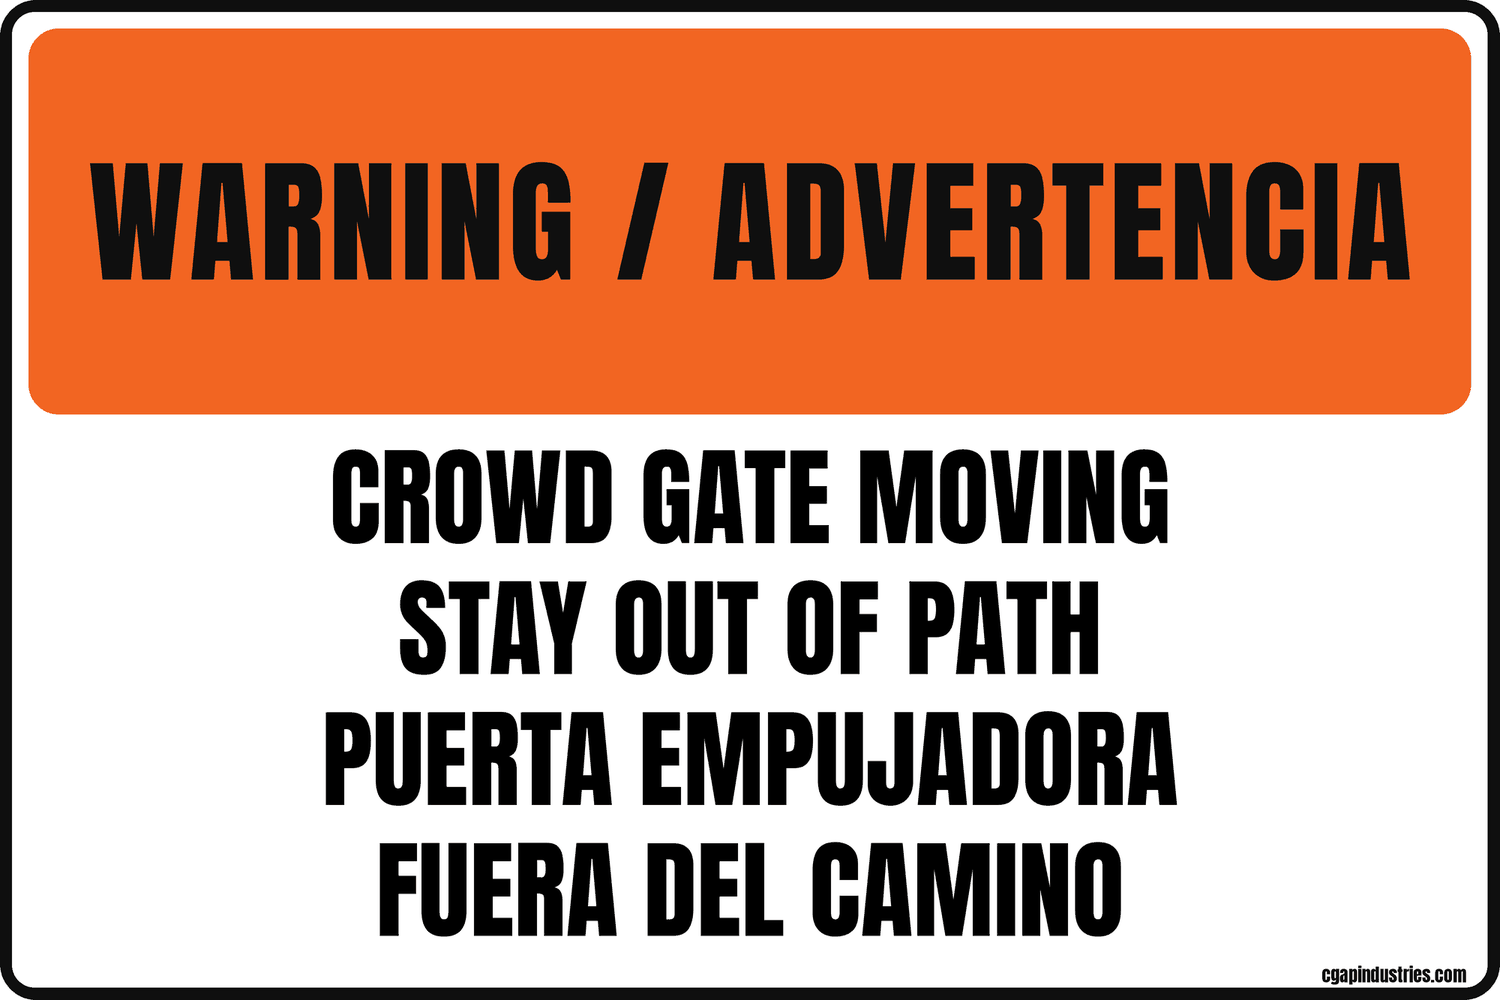 WARNING / ADVERTENCIA
CROWD GATE MOVING
STAY OUT OF PATH
PUERTA EMPUJADORA
FUERA DEL CAMINO
cgapindustries.com